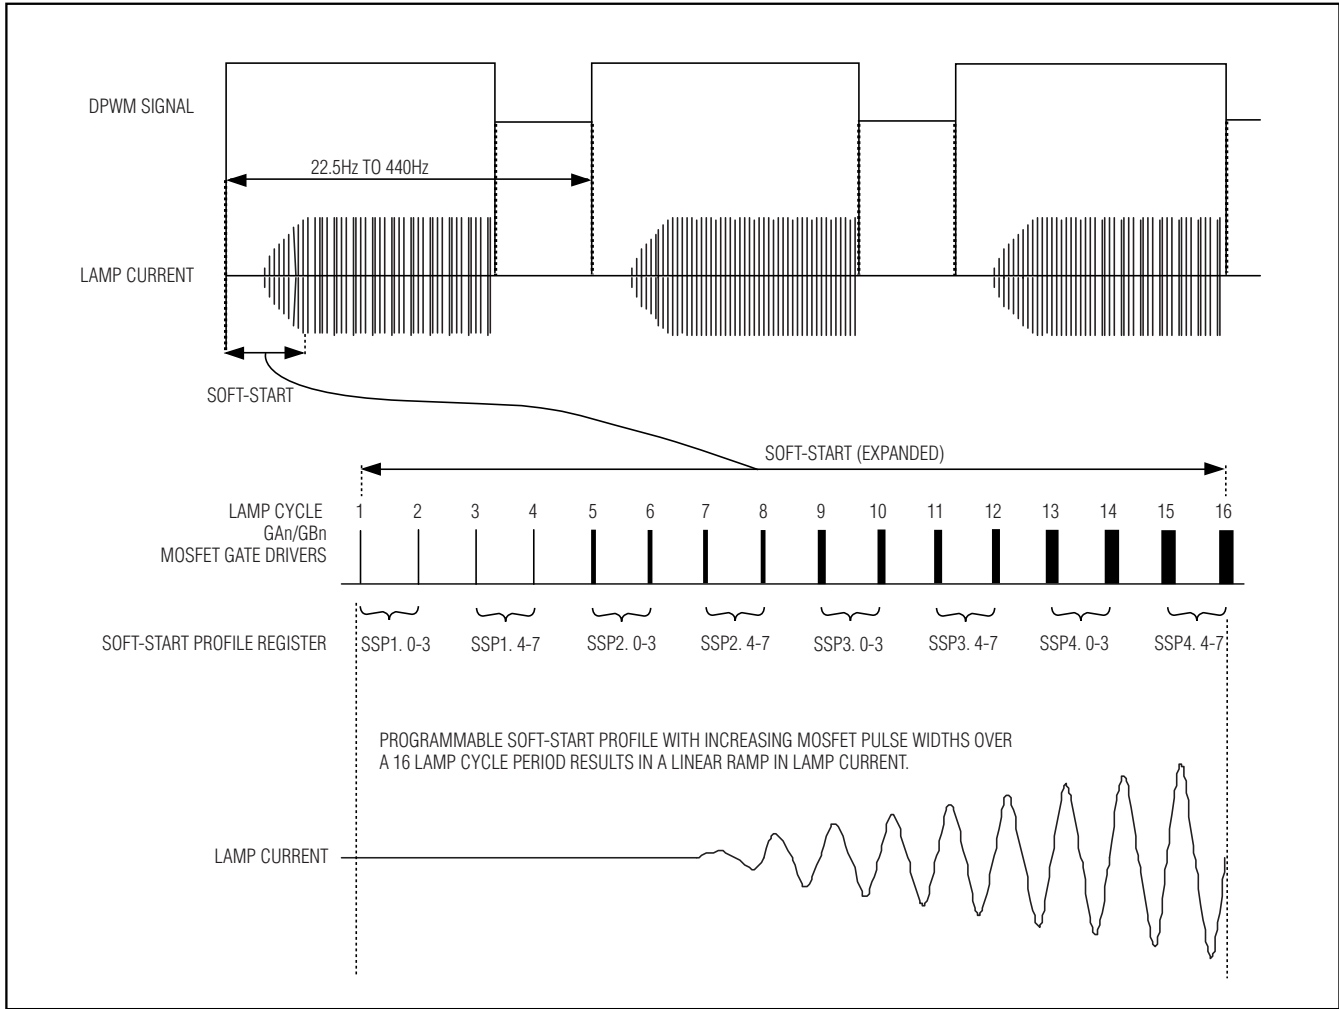 DPWM SIGNAL
22.5Hz TO 440Hz
LAMP CURRENT
SOFT-START
SOFT-START (EXPANDED)
LAMP CYCLE 1 2 3 4 5 6 7 8 9 10 11 12 13 14 15 16
GAn/GBn
MOSFET GATE DRIVERS
SOFT-START PROFILE REGISTER SSP1. 0-3 SSP1. 4-7 SSP2. 0-3 SSP2. 4-7 SSP3. 0-3 SSP3. 4-7 SSP4. 0-3 SSP4. 4-7
PROGRAMMABLE SOFT-START PROFILE WITH INCREASING MOSFET PULSE WIDTHS OVER
A 16 LAMP CYCLE PERIOD RESULTS IN A LINEAR RAMP IN LAMP CURRENT.
LAMP CURRENT